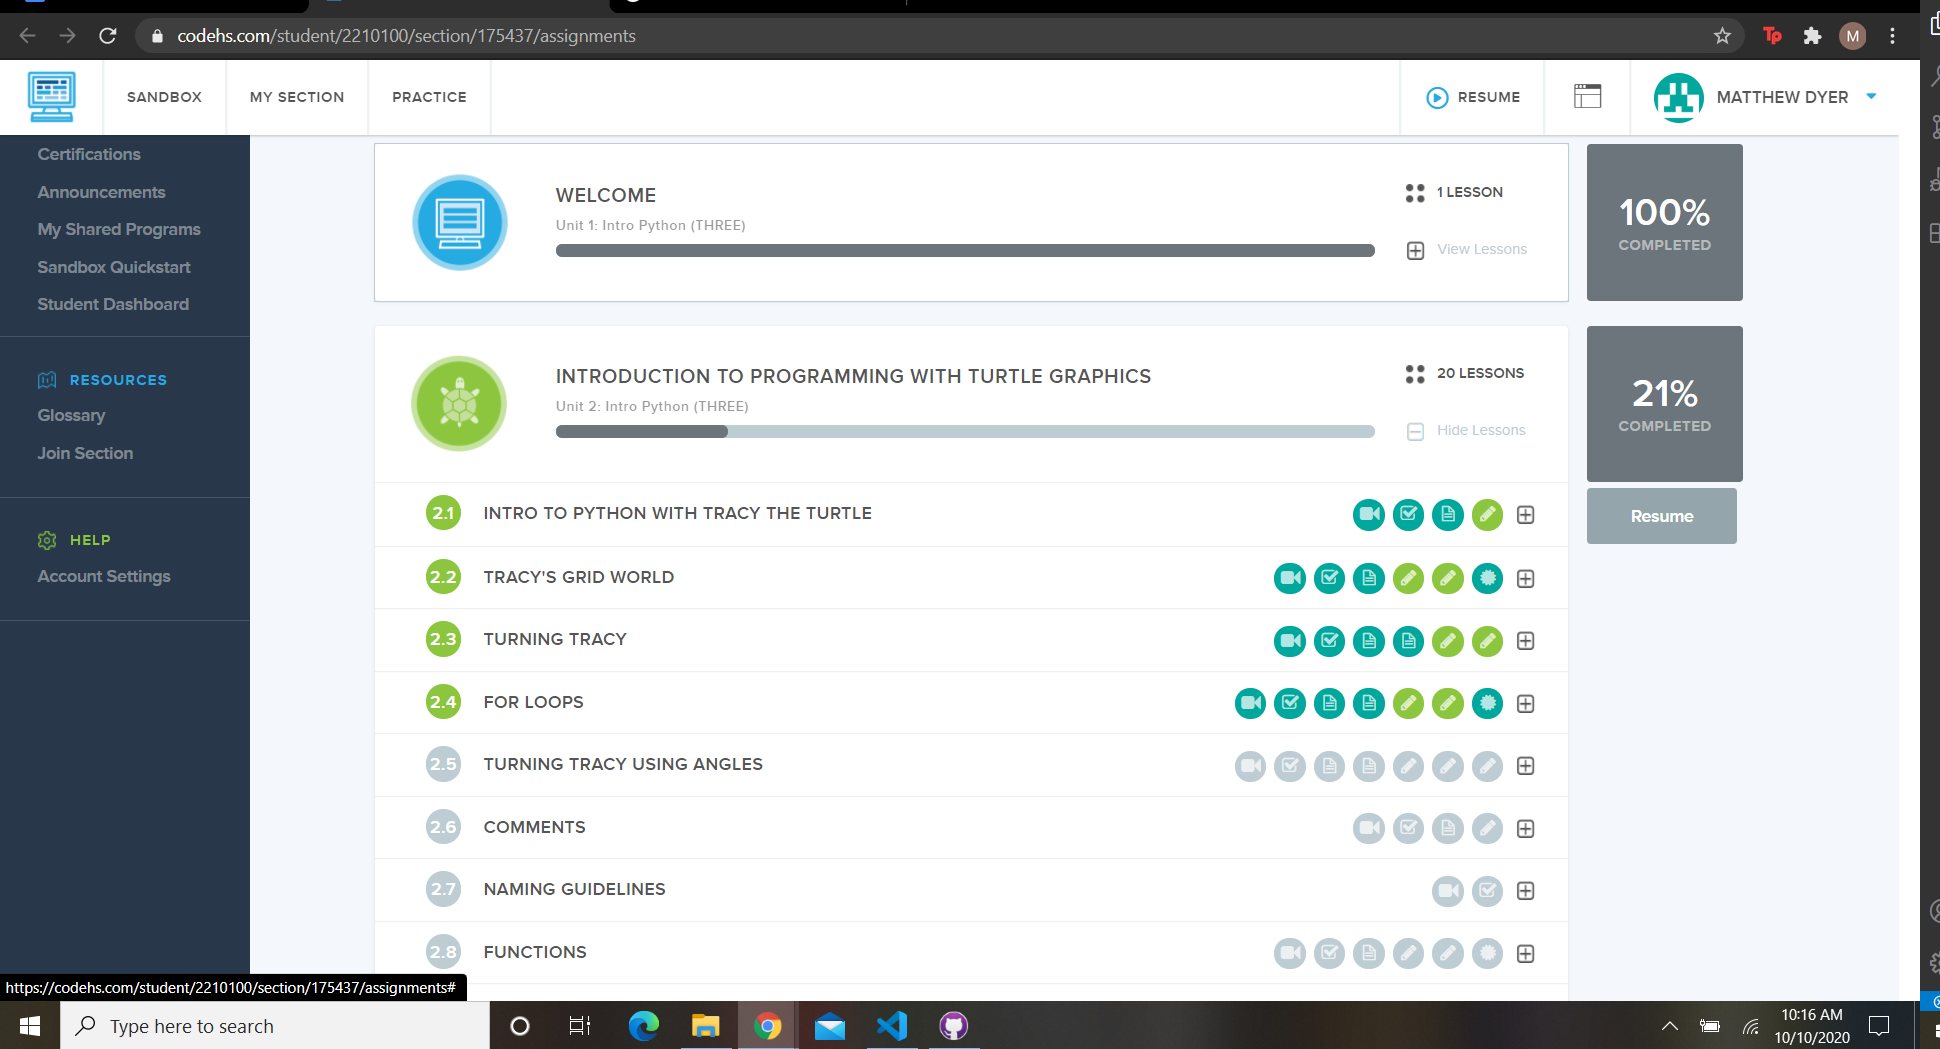 codehs.com/student/2210100/section/175437/assignments
Tp
M
SANDBOX
MY SECTION
PRACTICE
RESUME
MATTHEW DYER
Certifications
Announcements
My Shared Programs
Sandbox Quickstart
Student Dashboard
RESOURCES
Glossary
Join Section
HELP
Account Settings
WELCOME
Unit 1: Intro Python (THREE)
1 LESSON
View Lessons
100%
COMPLETED
INTRODUCTION TO PROGRAMMING WITH TURTLE GRAPHICS
Unit 2: Intro Python (THREE)
20 LESSONS
Hide Lessons
21%
COMPLETED
Resume
2.1 INTRO TO PYTHON WITH TRACY THE TURTLE
2.2 TRACY'S GRID WORLD
2.3 TURNING TRACY
2.4 FOR LOOPS
2.5 TURNING TRACY USING ANGLES
2.6 COMMENTS
2.7 NAMING GUIDELINES
2.8 FUNCTIONS
https://codehs.com/student/2210100/section/175437/assignments#
Type here to search
10:16 AM
10/10/2020